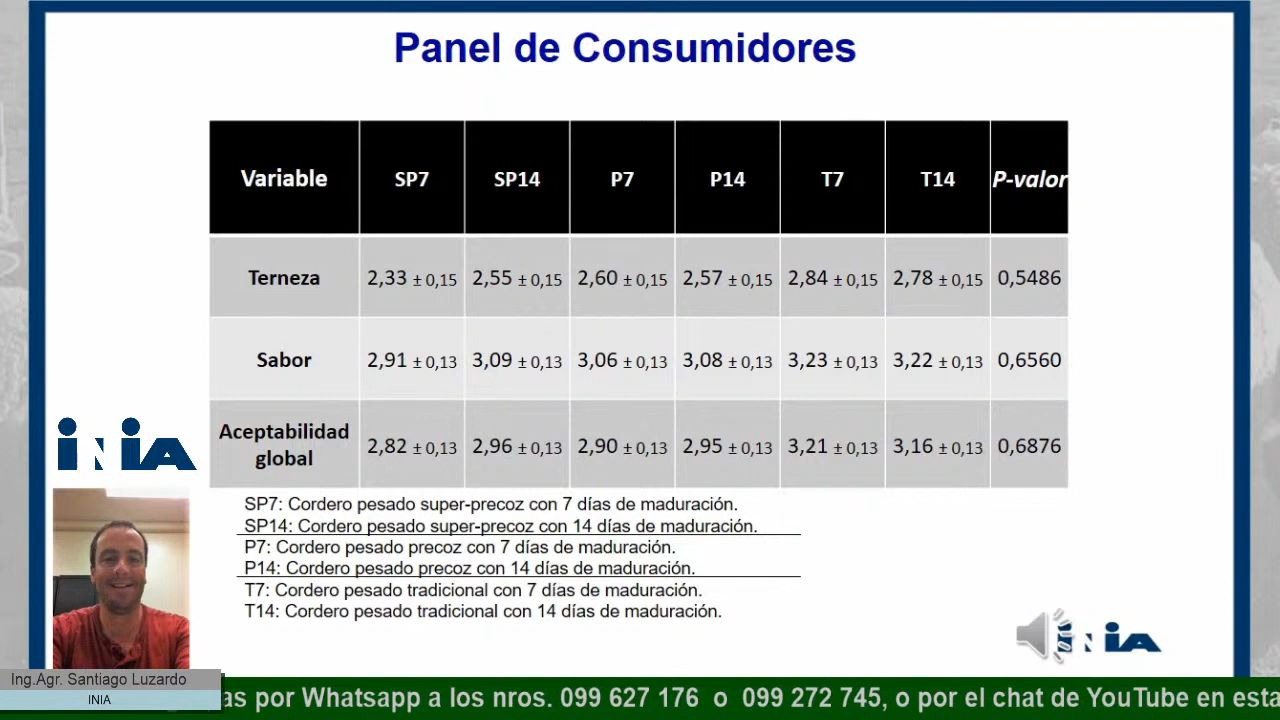 Panel de Consumidores
Variable SP7 SP14 P7 P14 T7 T14 P-valor
Terneza 2,33 ± 0,15 2,55 ± 0,15 2,60 ± 0,15 2,57 ± 0,15 2,84 ± 0,15 2,78 ± 0,15 0,5486
Sabor 2,91 ± 0,13 3,09 ± 0,13 3,06 ± 0,13 3,08 ± 0,13 3,23 ± 0,13 3,22 ± 0,13 0,6560
Aceptabilidad
global 2,82 ± 0,13 2,96 ± 0,13 2,90 ± 0,13 2,95 ± 0,13 3,21 ± 0,13 3,16 ± 0,13 0,6876
SP7: Cordero pesado super-precoz con 7 días de maduración.
SP14: Cordero pesado super-precoz con 14 días de maduración.
P7: Cordero pesado precoz con 7 días de maduración.
P14: Cordero pesado precoz con 14 días de maduración.
T7: Cordero pesado tradicional con 7 días de maduración.
T14: Cordero pesado tradicional con 14 días de maduración.
iNiA
iNiA
Ing.Agr. Santiago Luzardo
INIA
por Whatsapp a los nros. 099 627 176 o 099 272 745, o por el chat de YouTube en esta